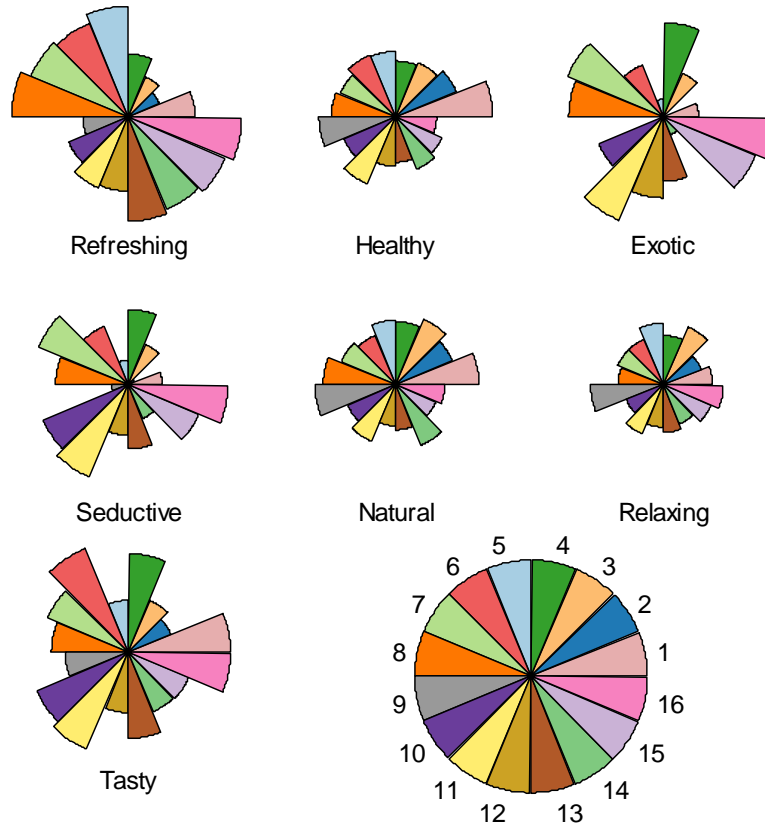 Refreshing
Healthy
Exotic
Seductive
Natural
Relaxing
Tasty
5
4
6
3
7
2
8
1
9
16
10
15
11
14
12
13